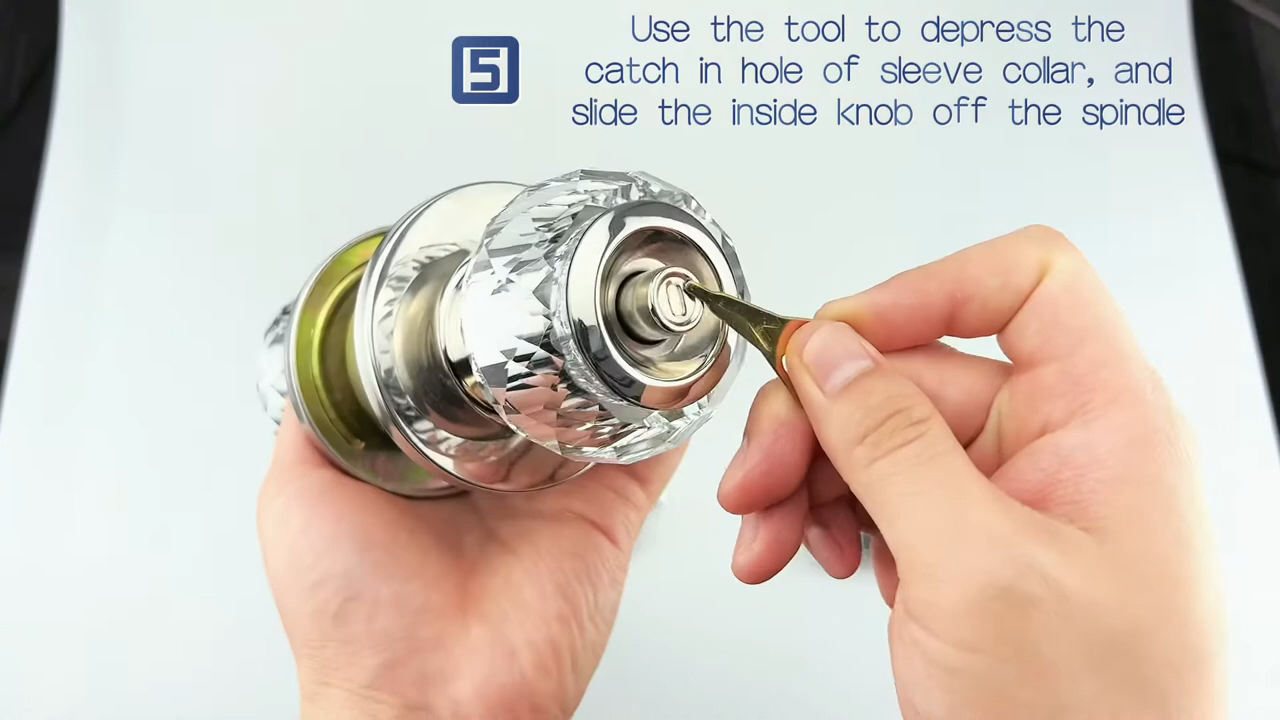 5
Use the tool to depress the
catch in hole of sleeve collar, and
slide the inside knob off the spindle